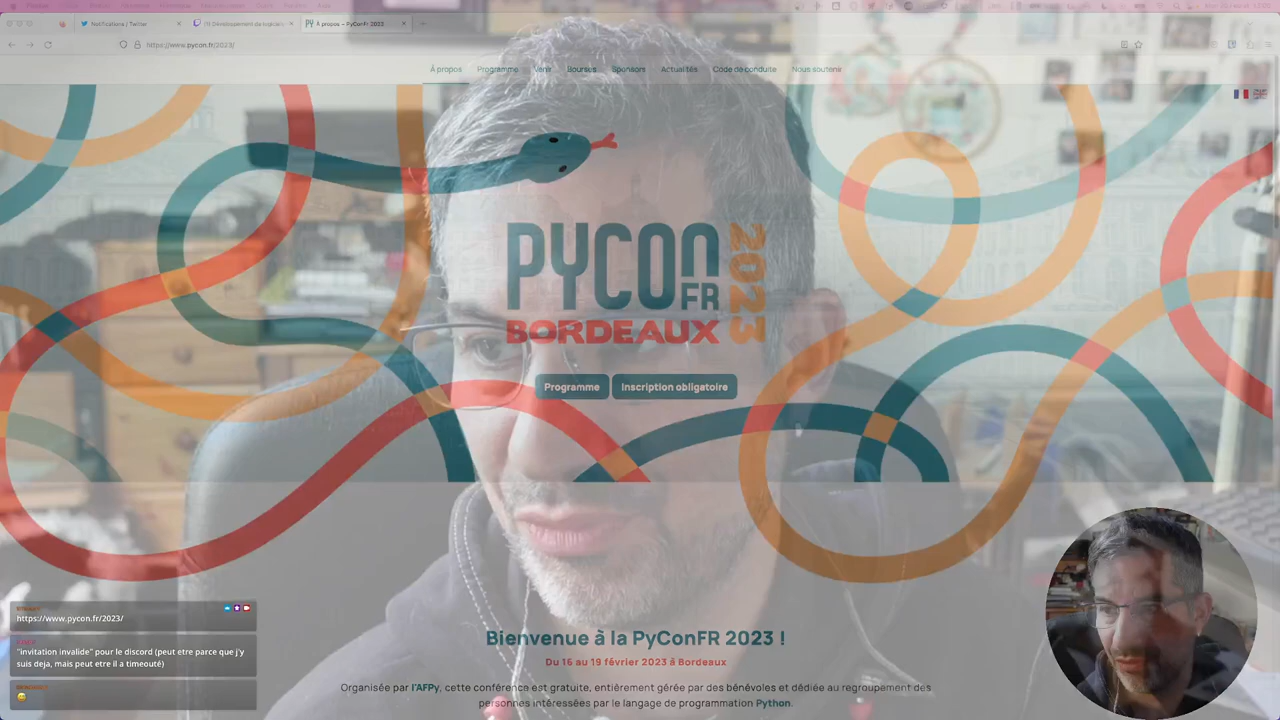 Notifications / Twitter
À propos — PyConFR 2023
https://www.pycon.fr/2023/
À propos
Programme
Venir
Bourses
Sponsors
Actualités
Code de conduite
Nous soutenir
PYCON
FR
2023
BORDEAUX
Programme
Inscription obligatoire
https://www.pycon.fr/2023/
"invitation invalide" pour le discord (peut etre parce que j'y
suis deja, mais peut etre il a timeouté)
Bienvenue à la PyConFR 2023 !
Du 16 au 19 février 2023 à Bordeaux
Organisée par l'AFPy, cette conférence est gratuite, entièrement gérée par des bénévoles et dédiée au regroupement des
personnes intéressées par le langage de programmation Python.